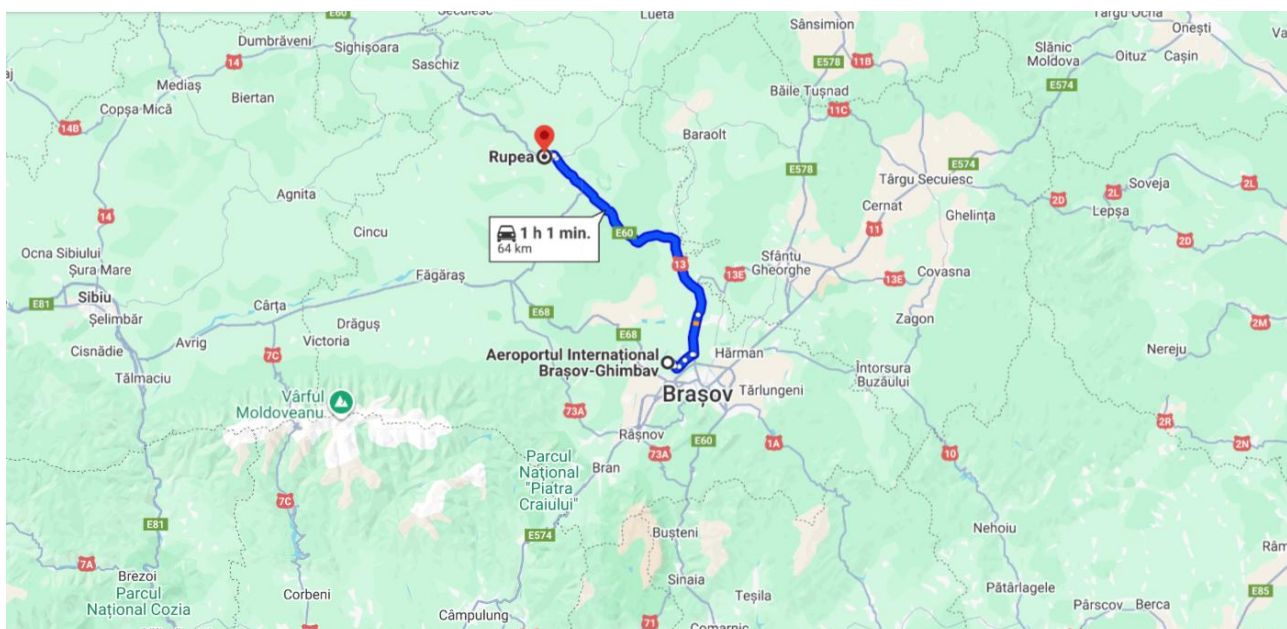 Secuiesc
Lueta
E60
Sânsimion
Târgu Ocna
Onești
Dumbrăveni
14
Sighișoara
Saschiz
E578
11B
Slănic
Moldova
Oituz
Cașin
E574
Mediaș
Biertan
Băile Tușnad
11C
Copșa Mică
14B
Baraolt
Rupea
E578
E574
Târgu Secuiesc
Soveja
2L
2L
Agnita
Cernat
2D
Lepșa
Ghelința
14
1 h 1 min.
64 km
E60
11
2D
Cincu
Ocna Sibiului
Șura Mare
Făgăraș
13
13E
Sfântu
Gheorghe
13E
Covasna
E81
Sibiu
Șelimbăr
Cârța
E68
Zagon
2M
Drăguș
Victoria
E68
Avrig
Cisnădie
7C
Aeroportul Internațional
Brașov-Ghimbav
Hărman
Nereju
Tălmaciu
Întorsura
Buzăului
Brașov
Tărlungeni
Vârful
Moldoveanu
73A
2R
Râșnov
E60
1A
2N
73A
10
Parcul
Național
"Piatra
Craiului"
Bran
7C
E81
E574
Bușteni
Nehoiu
7A
Brezoi
Parcul
Național Cozia
Sinaia
Corbeni
Teșila
Pătârlagele
E85
Câmpulung
Pârscov
Berca
71
Comarnic